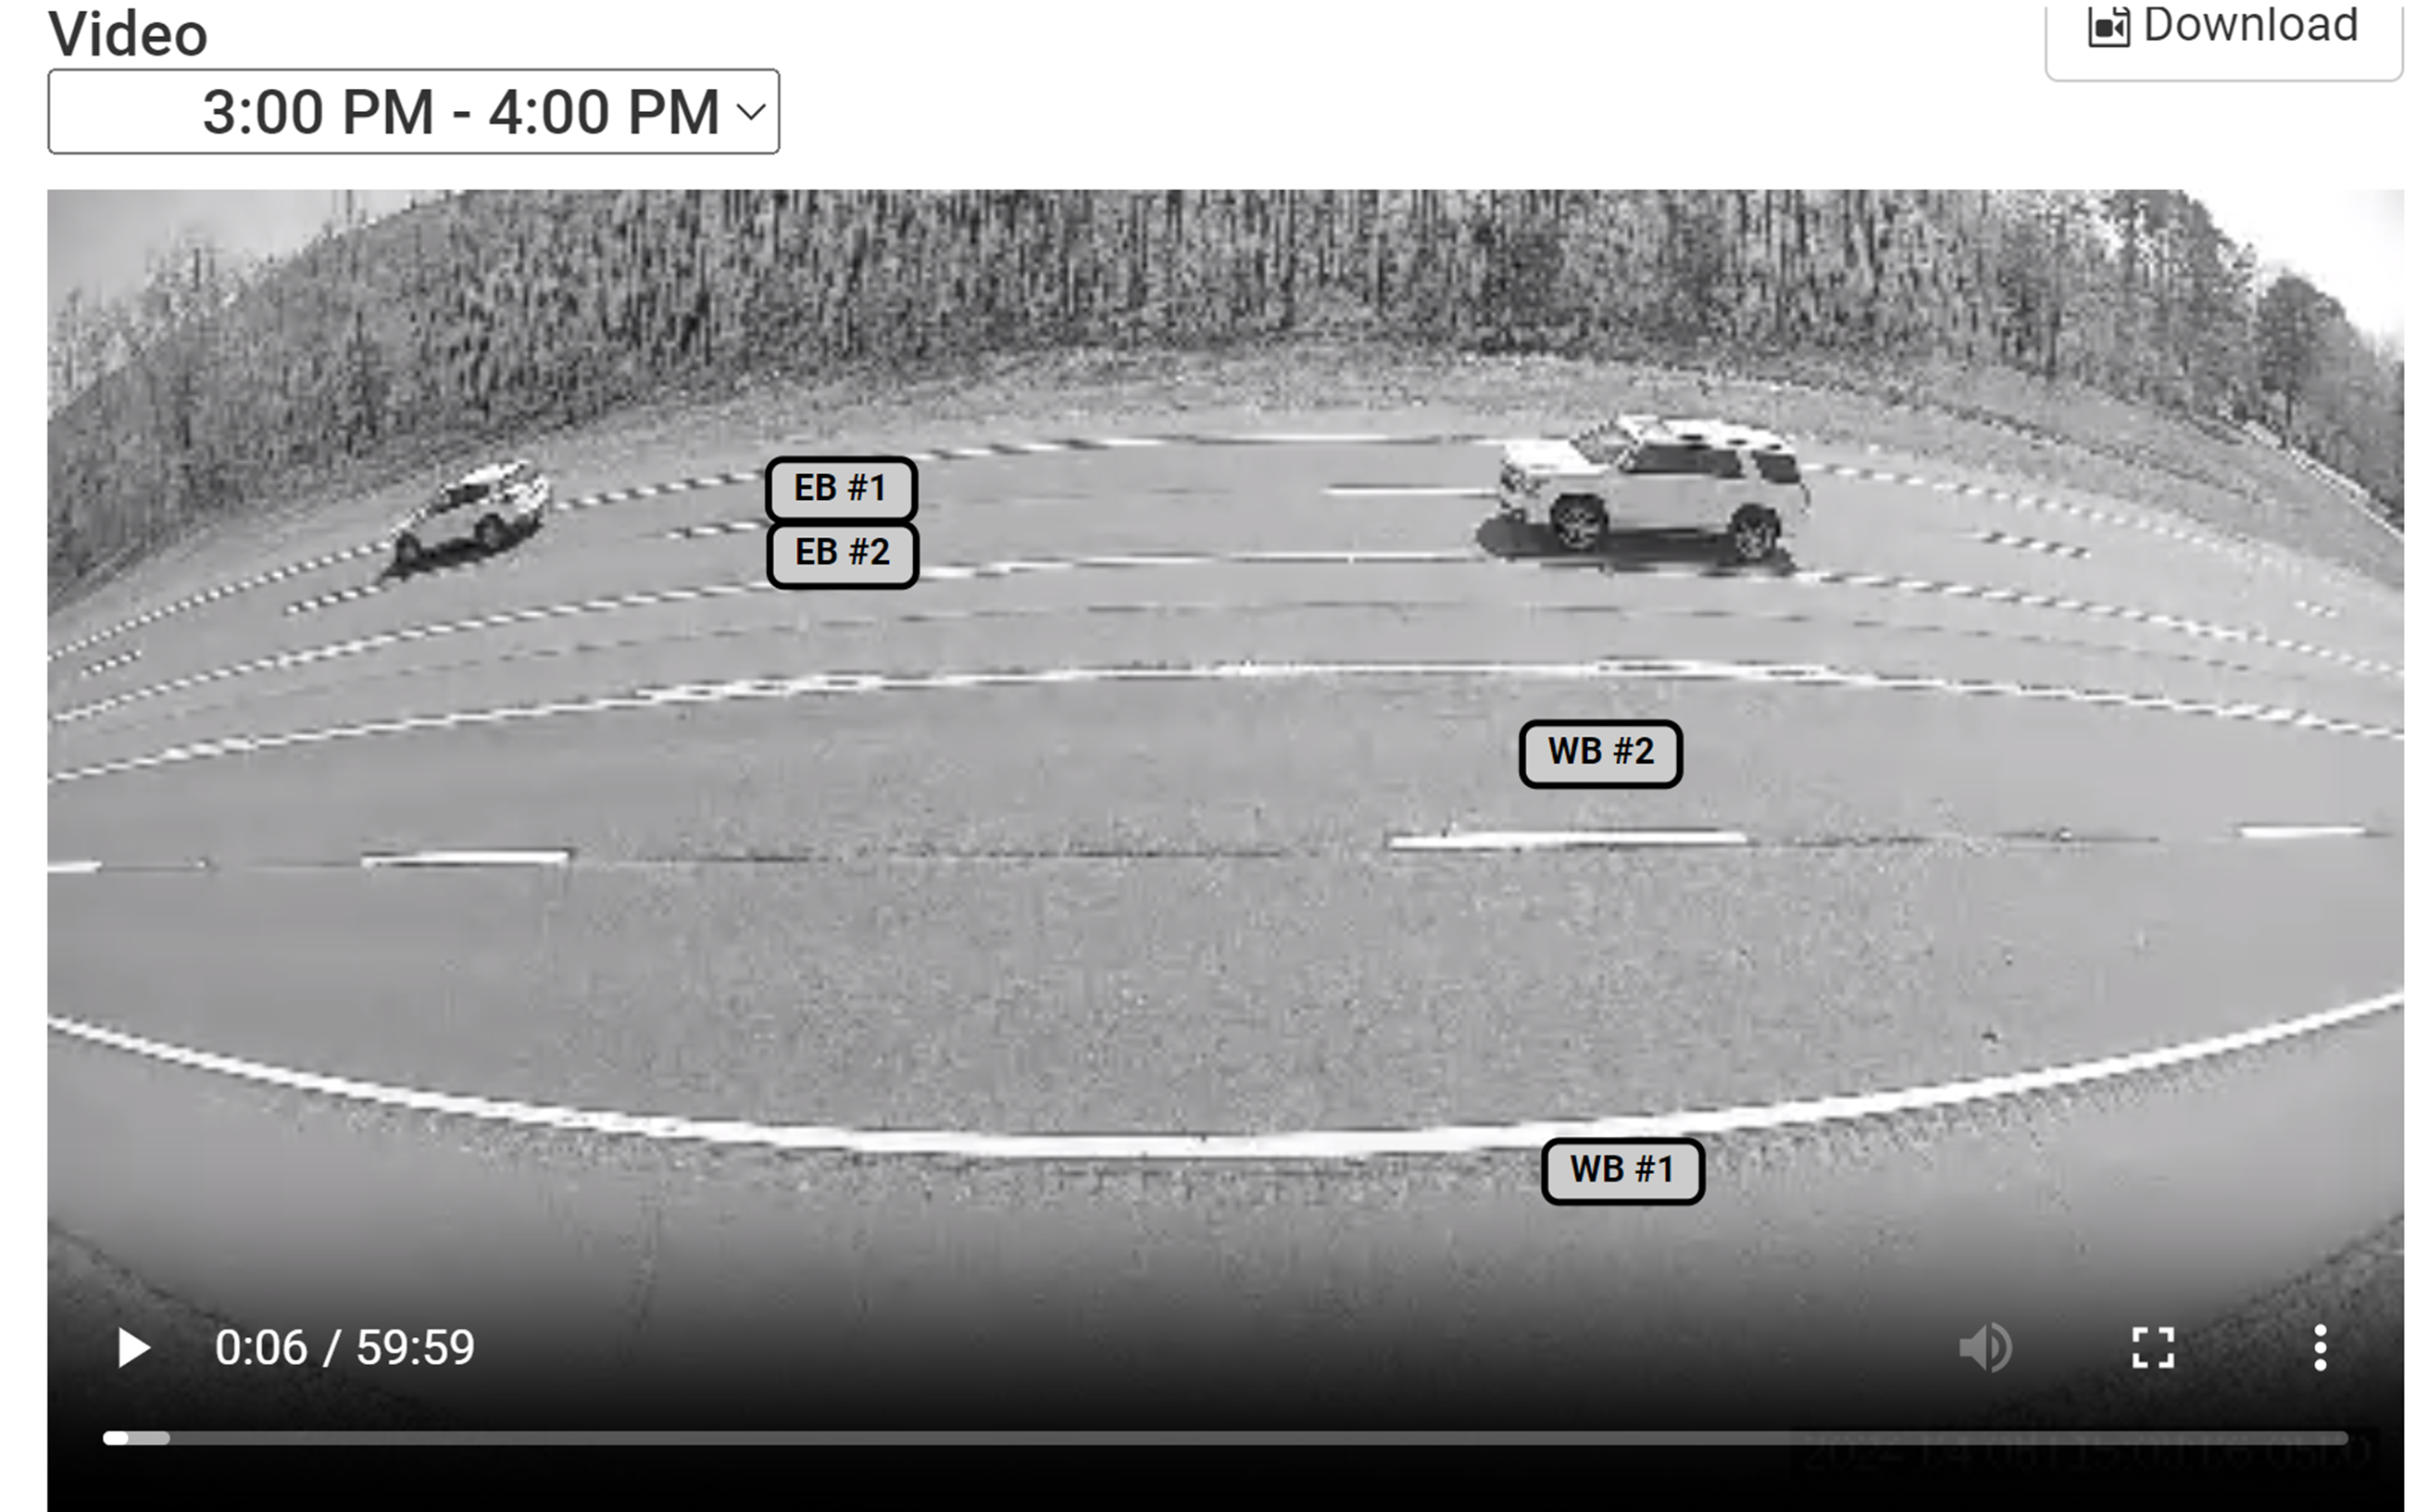 Video
Download
3:00 PM - 4:00 PM
EB #1
EB #2
WB #2
WB #1
0:06 / 59:59